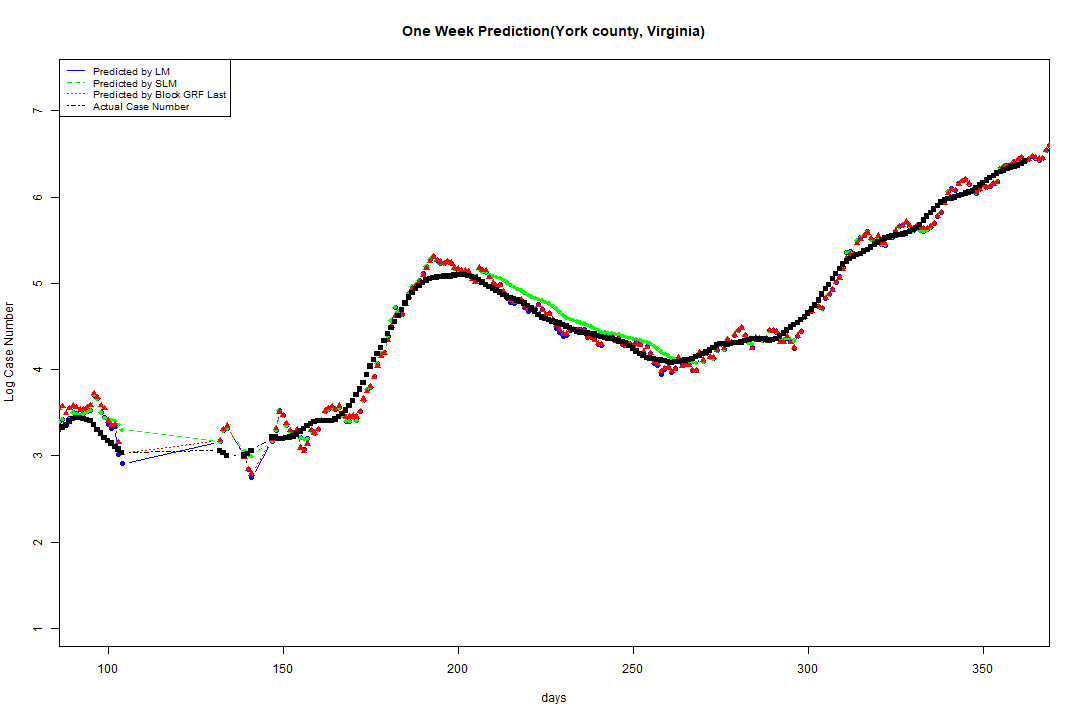 One Week Prediction(York county, Virginia)
Predicted by LM
Predicted by SLM
Predicted by Block GRF Last
Actual Case Number
7
6
5
4
3
2
1
Log Case Number
100 150 200 250 300 350
days